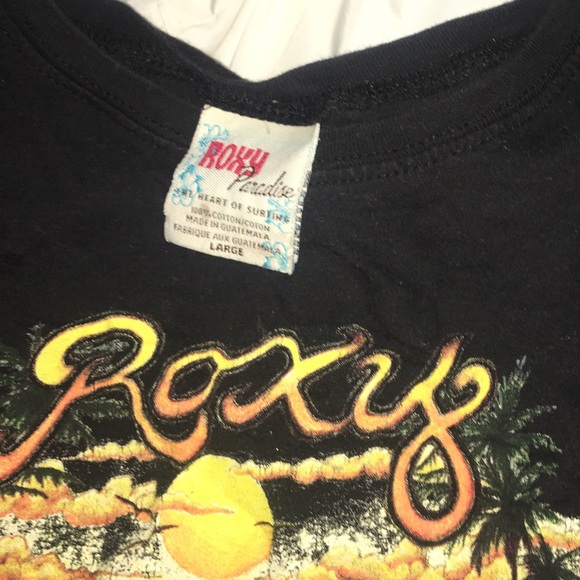 ROXY
Paradise
THE HEART OF SURFING
100% COTTON/COTON
MADE IN GUATEMALA
FABRIQUE AUX GUATEMALA
LARGE
Roxy